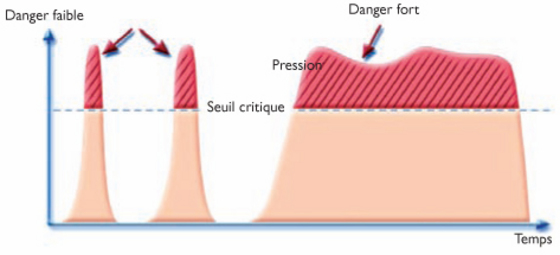 Danger faible
Danger fort
Pression
Seuil critique
Temps